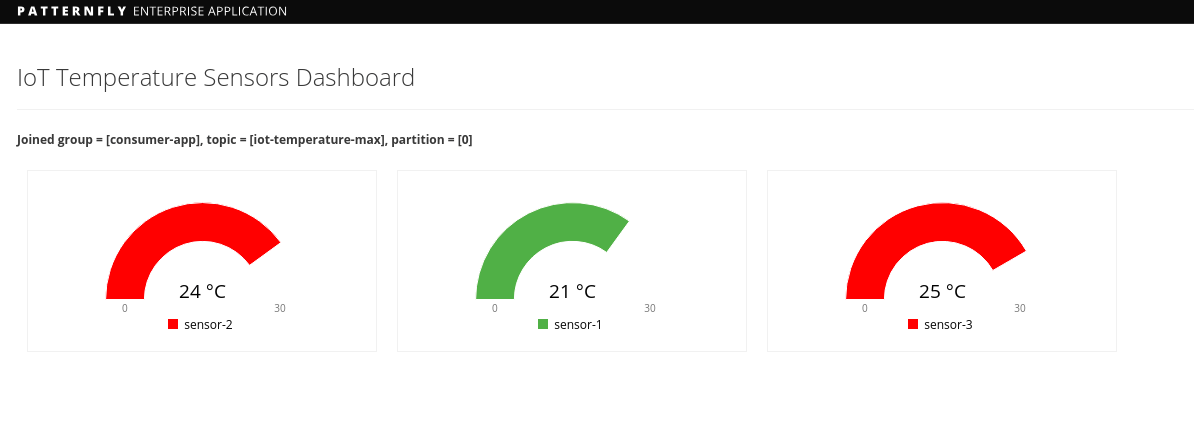 PATTERNFLY ENTERPRISE APPLICATION
IoT Temperature Sensors Dashboard
Joined group = [consumer-app], topic = [iot-temperature-max], partition = [0]
24 °C
0 30
sensor-2
21 °C
0 30
sensor-1
25 °C
0 30
sensor-3